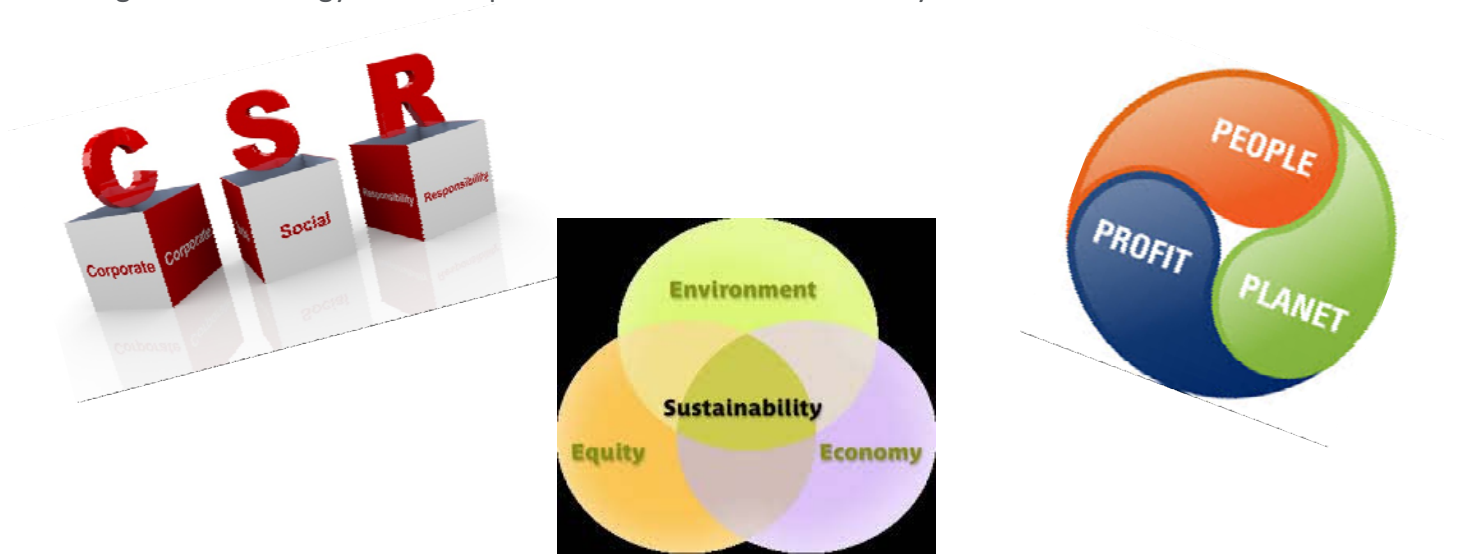 C S R
Corporate
Corporate
Social
Responsibility
Responsibility
Environment
Sustainability
Equity
Economy
PEOPLE
PROFIT
PLANET